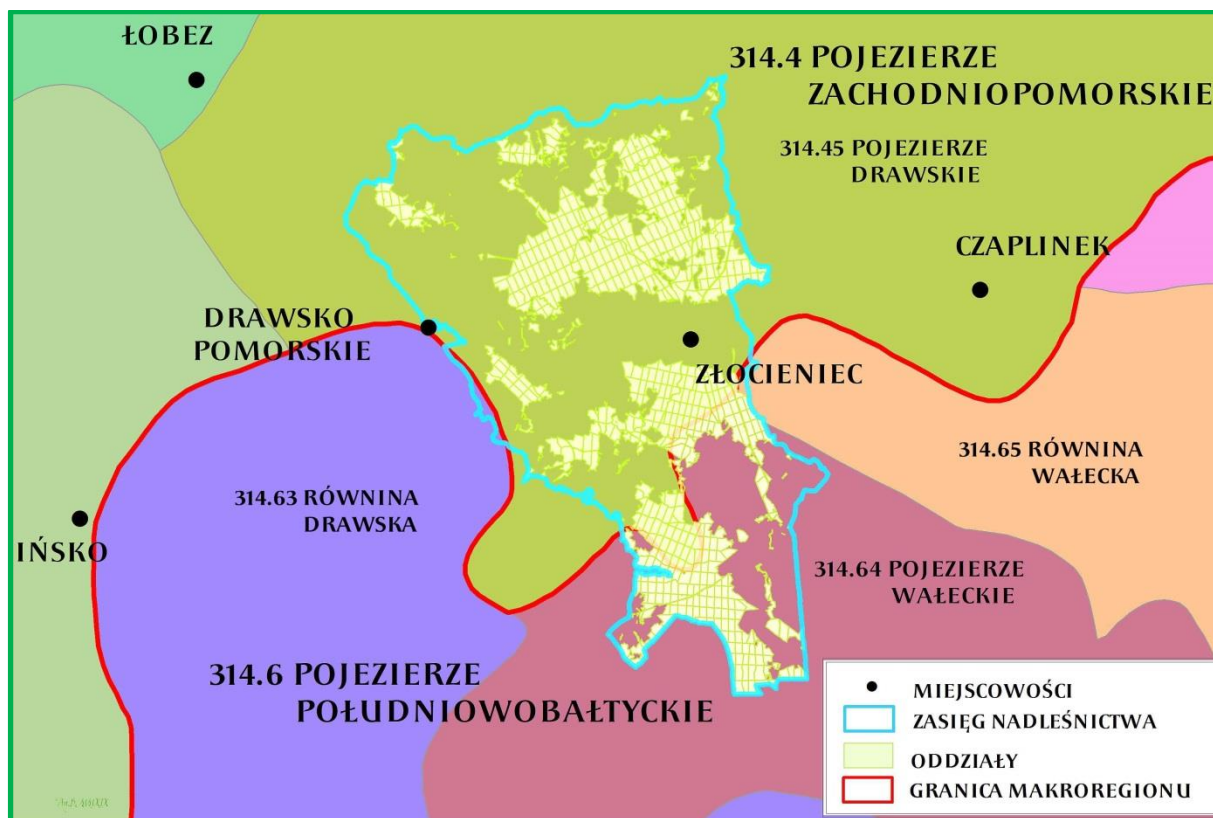 ŁOBEZ
314.4 POJEZIERZE
ZACHODNIOPOMORSKIE
314.45 POJEZIERZE
DRAWSKIE
CZAPLINEK
DRAWSKO
POMORSKIE
ZŁOCIENIEC
314.65 RÓWNINA
WAŁECKA
314.63 RÓWNINA
DRAWSKA
IŃSKO
314.64 POJEZIERZE
WAŁECKIE
314.6 POJEZIERZE
POŁUDNIOWOBAŁTYCKIE
MIEJSCOWOŚCI
ZASIĘG NADLEŚNICTWA
ODDZIAŁY
GRANICA MAKROREGIONU